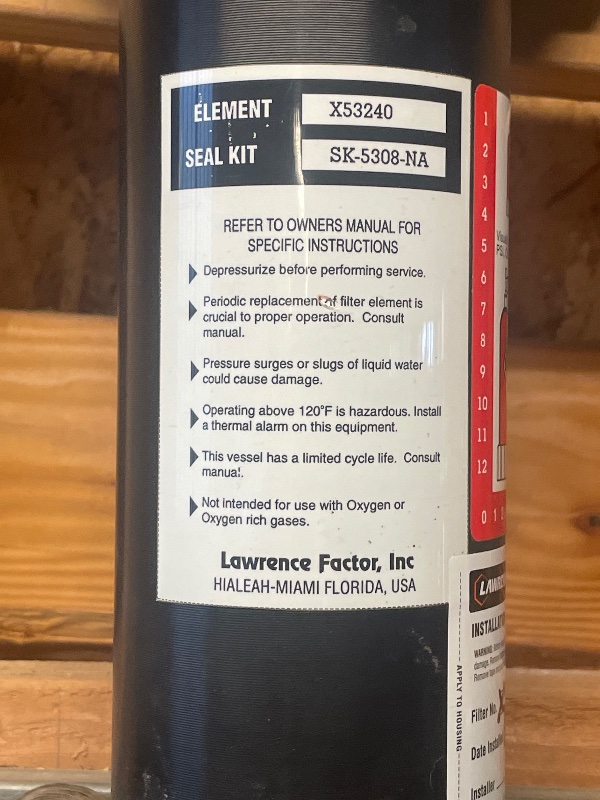 ELEMENT X53240
SEAL KIT SK-5308-NA
REFER TO OWNERS MANUAL FOR
SPECIFIC INSTRUCTIONS
Depressurize before performing service.
Periodic replacement of filter element is
crucial to proper operation. Consult
manual.
Pressure surges or slugs of liquid water
could cause damage.
Operating above 120°F is hazardous. Install
a thermal alarm on this equipment.
This vessel has a limited cycle life. Consult
manual.
Not intended for use with Oxygen or
Oxygen rich gases.
Lawrence Factor, Inc
HIALEAH-MIAMI FLORIDA, USA
1
2
3
4
5
6
7
8
9
10
11
12
0 1
APPLY TO HOUSING
WARNING:
Filter No.
Date
Installer